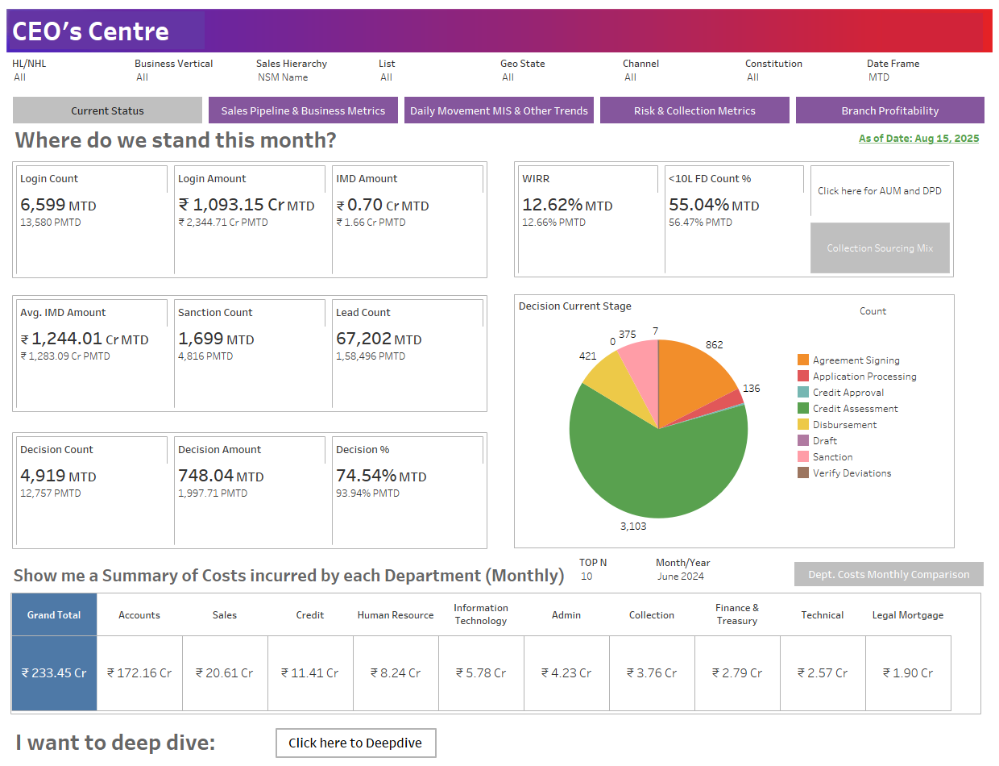 CEO's Centre
HL/NHL Business Vertical Sales Hierarchy List Geo State Channel Constitution Date Frame
All All NSM Name All All All All MTD
Current Status Sales Pipeline & Business Metrics Daily Movement MIS & Other Trends Risk & Collection Metrics Branch Profitability
Where do we stand this month?
As of Date: Aug 15, 2025
Login Count Login Amount IMD Amount
6,599 MTD ₹ 1,093.15 Cr MTD ₹ 0.70 Cr MTD
13,580 PMTD ₹ 2,344.71 Cr PMTD ₹ 1.66 Cr PMTD
WIRR <10L FD Count %
12.62% MTD 55.04% MTD
12.66% PMTD 56.47% PMTD
Click here for AUM and DPD
Collection Sourcing Mix
Avg. IMD Amount Sanction Count Lead Count
₹ 1,244.01 Cr MTD 1,699 MTD 67,202 MTD
₹ 1,283.09 Cr PMTD 4,816 PMTD 1,58,496 PMTD
Decision Count Decision Amount Decision %
4,919 MTD 748.04 MTD 74.54% MTD
12,757 PMTD 1,997.71 PMTD 93.94% PMTD
Decision Current Stage
Count
7
375
0
862
421
136
3,103
Agreement Signing
Application Processing
Credit Approval
Credit Assessment
Disbursement
Draft
Sanction
Verify Deviations
Show me a Summary of Costs incurred by each Department (Monthly)
TOP N Month/Year
10 June 2024
Dept. Costs Monthly Comparison
Grand Total Accounts Sales Credit Human Resource Information Technology Admin Collection Finance & Treasury Technical Legal Mortgage
₹ 233.45 Cr ₹ 172.16 Cr ₹ 20.61 Cr ₹ 11.41 Cr ₹ 8.24 Cr ₹ 5.78 Cr ₹ 4.23 Cr ₹ 3.76 Cr ₹ 2.79 Cr ₹ 2.57 Cr ₹ 1.90 Cr
I want to deep dive:
Click here to Deepdive